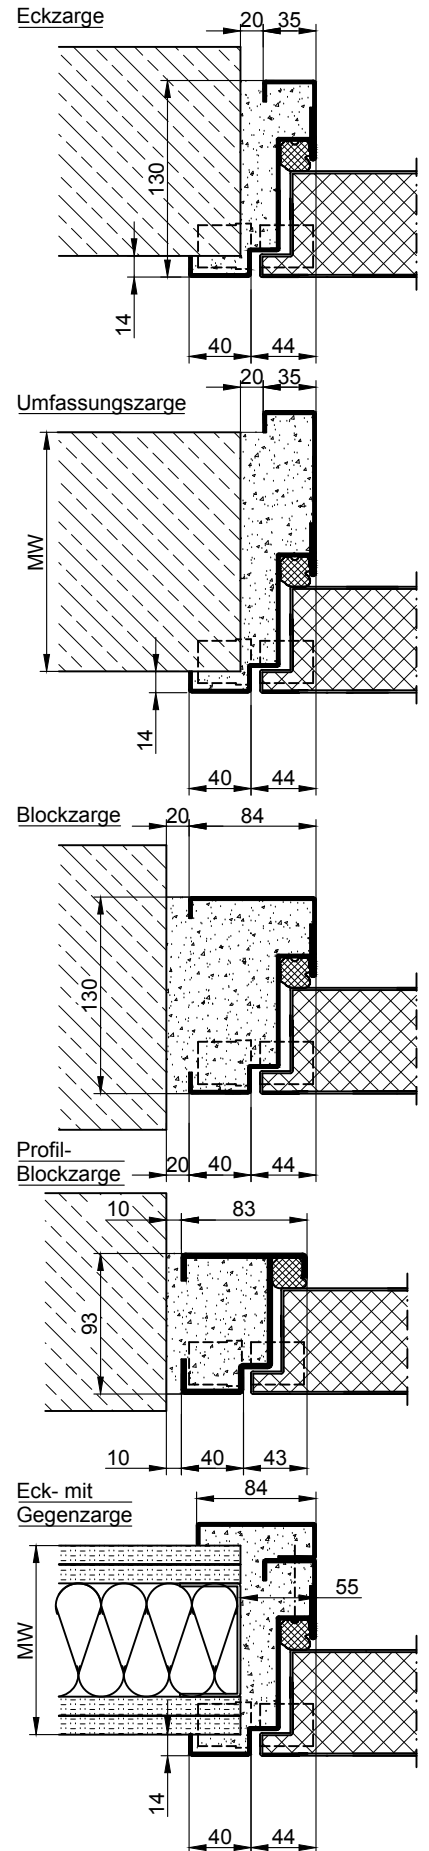 Eckzarge
20 35
130
14
40 44
20 35
Umfassungszarge
MW
14
40 44
Blockzarge 20 84
130
Profil-
Blockzarge 20 40 44
10 83
93
10 40 43
Eck- mit
Gegenzarge 84
55
MW
14
40 44